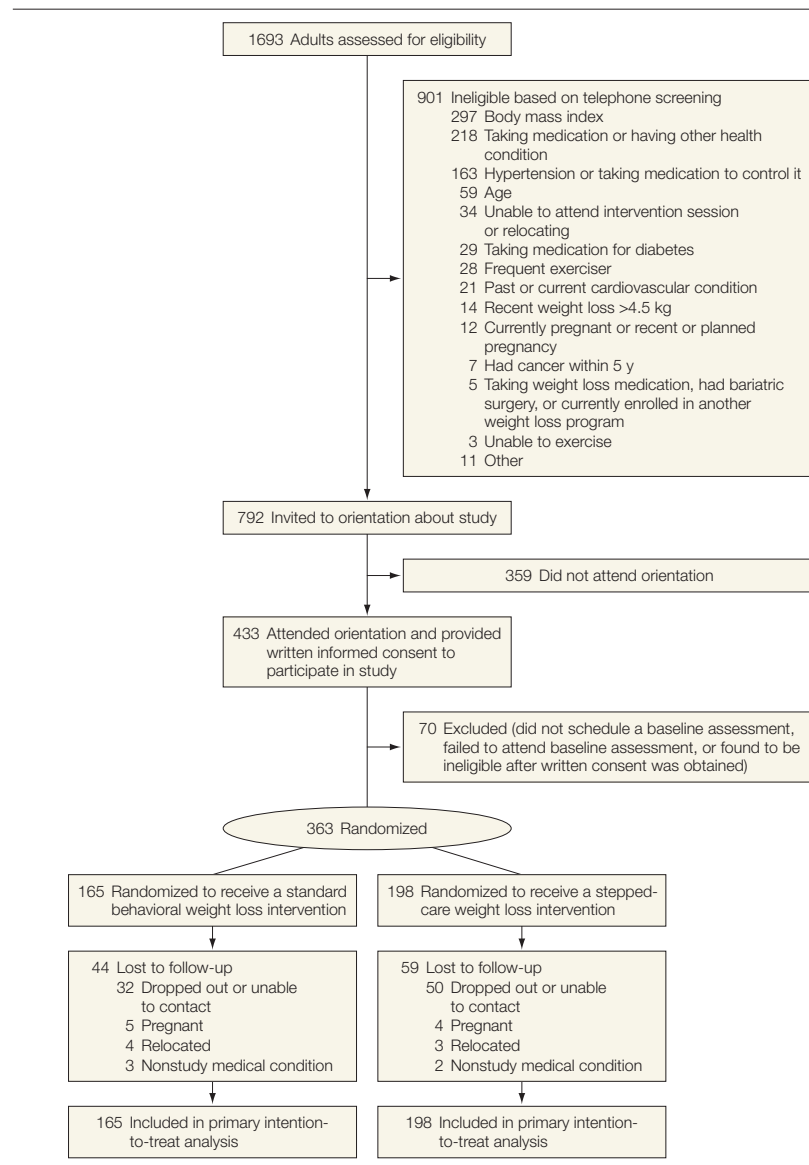 1693 Adults assessed for eligibility
901 Ineligible based on telephone screening
297 Body mass index
218 Taking medication or having other health
condition
163 Hypertension or taking medication to control it
59 Age
34 Unable to attend intervention session
or relocating
29 Taking medication for diabetes
28 Frequent exerciser
21 Past or current cardiovascular condition
14 Recent weight loss >4.5 kg
12 Currently pregnant or recent or planned
pregnancy
7 Had cancer within 5 y
5 Taking weight loss medication, had bariatric
surgery, or currently enrolled in another
weight loss program
3 Unable to exercise
11 Other
792 Invited to orientation about study
359 Did not attend orientation
433 Attended orientation and provided
written informed consent to
participate in study
70 Excluded (did not schedule a baseline assessment,
failed to attend baseline assessment, or found to be
ineligible after written consent was obtained)
363 Randomized
165 Randomized to receive a standard
behavioral weight loss intervention
198 Randomized to receive a stepped-
care weight loss intervention
44 Lost to follow-up
32 Dropped out or unable
to contact
5 Pregnant
4 Relocated
3 Nonstudy medical condition
59 Lost to follow-up
50 Dropped out or unable
to contact
4 Pregnant
3 Relocated
2 Nonstudy medical condition
165 Included in primary intention-
to-treat analysis
198 Included in primary intention-
to-treat analysis